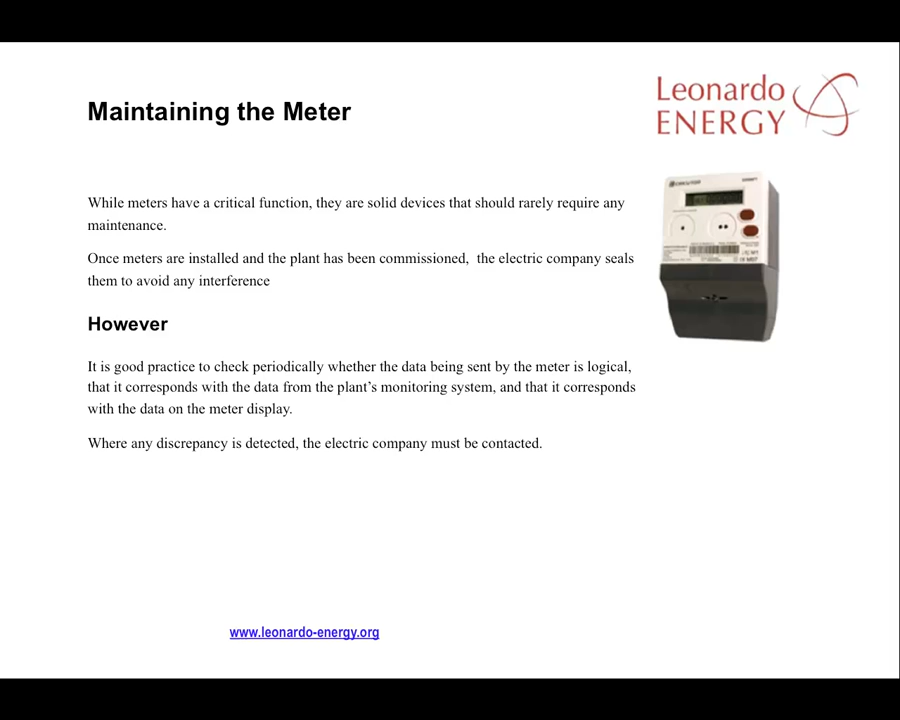 Maintaining the Meter
Leonardo
ENERGY
While meters have a critical function, they are solid devices that should rarely require any
maintenance.
Once meters are installed and the plant has been commissioned,  the electric company seals
them to avoid any interference
However
It is good practice to check periodically whether the data being sent by the meter is logical,
that it corresponds with the data from the plant’s monitoring system, and that it corresponds
with the data on the meter display.
Where any discrepancy is detected, the electric company must be contacted.
www.leonardo-energy.org